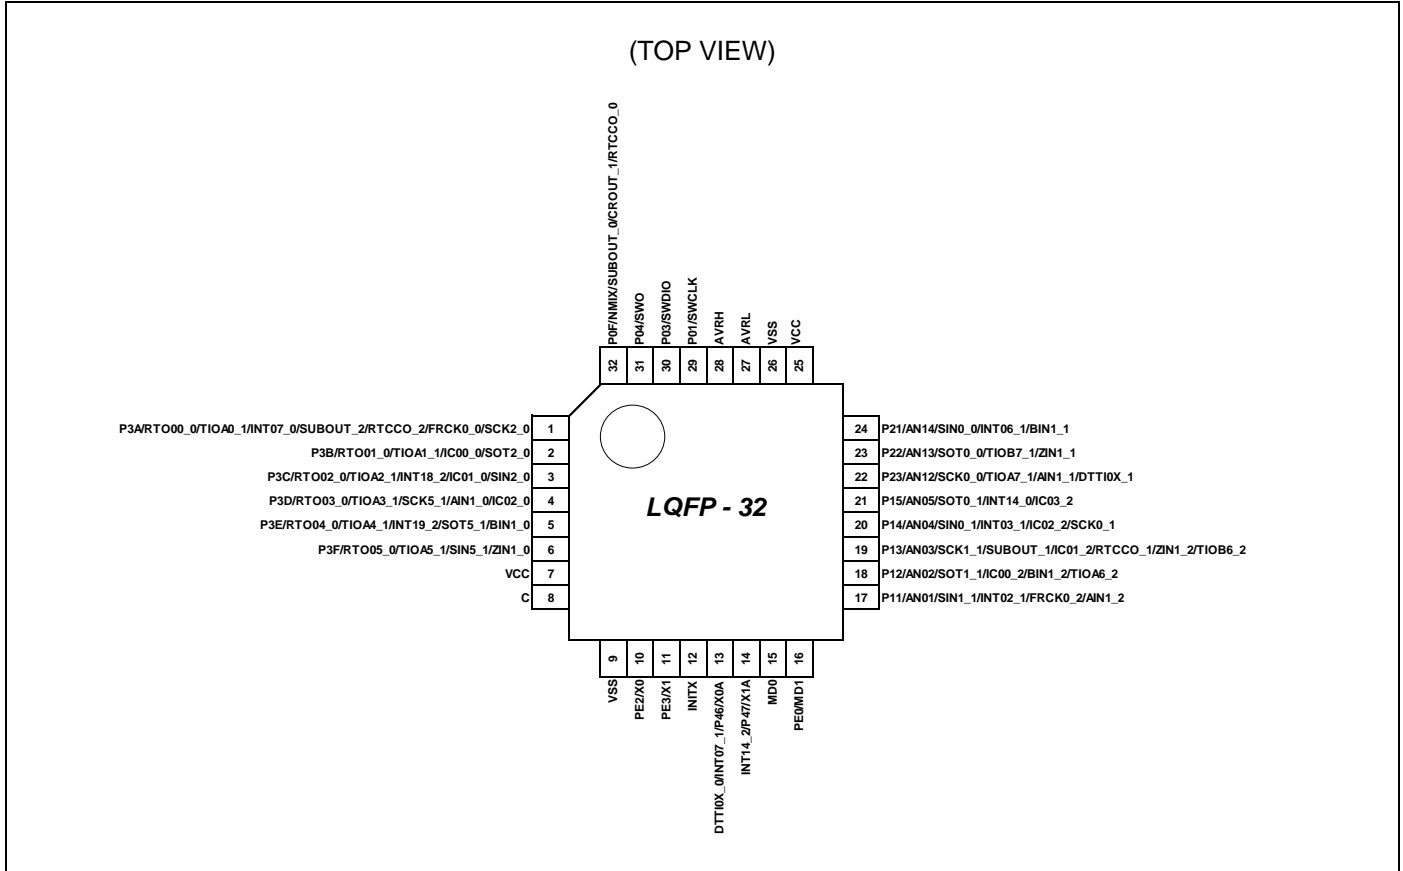 (TOP VIEW)
P0F/NMIX/SUBOUT_0/CROUT_1/RTCCO_0
P04/SWO
P03/SWDIO
P01/SWCLK
AVRH
AVRL
VSS
VCC
32
31
30
29
28
27
26
25
P3A/RTO00_0/TIOA0_1/INT07_0/SUBOUT_2/RTCCO_2/FRCK0_0/SCK2_0 1
P3B/RTO01_0/TIOA1_1/IC00_0/SOT2_0 2
P3C/RTO02_0/TIOA2_1/INT18_2/IC01_0/SIN2_0 3
P3D/RTO03_0/TIOA3_1/SCK5_1/AIN1_0/IC02_0 4
P3E/RTO04_0/TIOA4_1/INT19_2/SOT5_1/BIN1_0 5
P3F/RTO05_0/TIOA5_1/SIN5_1/ZIN1_0 6
VCC 7
C 8
LQFP - 32
24 P21/AN14/SIN0_0/INT06_1/BIN1_1
23 P22/AN13/SOT0_0/TIOB7_1/ZIN1_1
22 P23/AN12/SCK0_0/TIOA7_1/AIN1_1/DTTI0X_1
21 P15/AN05/SOT0_1/INT14_0/IC03_2
20 P14/AN04/SIN0_1/INT03_1/IC02_2/SCK0_1
19 P13/AN03/SCK1_1/SUBOUT_1/IC01_2/RTCCO_1/ZIN1_2/TIOB6_2
18 P12/AN02/SOT1_1/IC00_2/BIN1_2/TIOA6_2
17 P11/AN01/SIN1_1/INT02_1/FRCK0_2/AIN1_2
9
10
11
12
13
14
15
16
VSS
PE2/X0
PE3/X1
INITX
DTTI0X_0/INT07_1/P46/X0A
INT14_2/P47/X1A
MD0
PE0/MD1